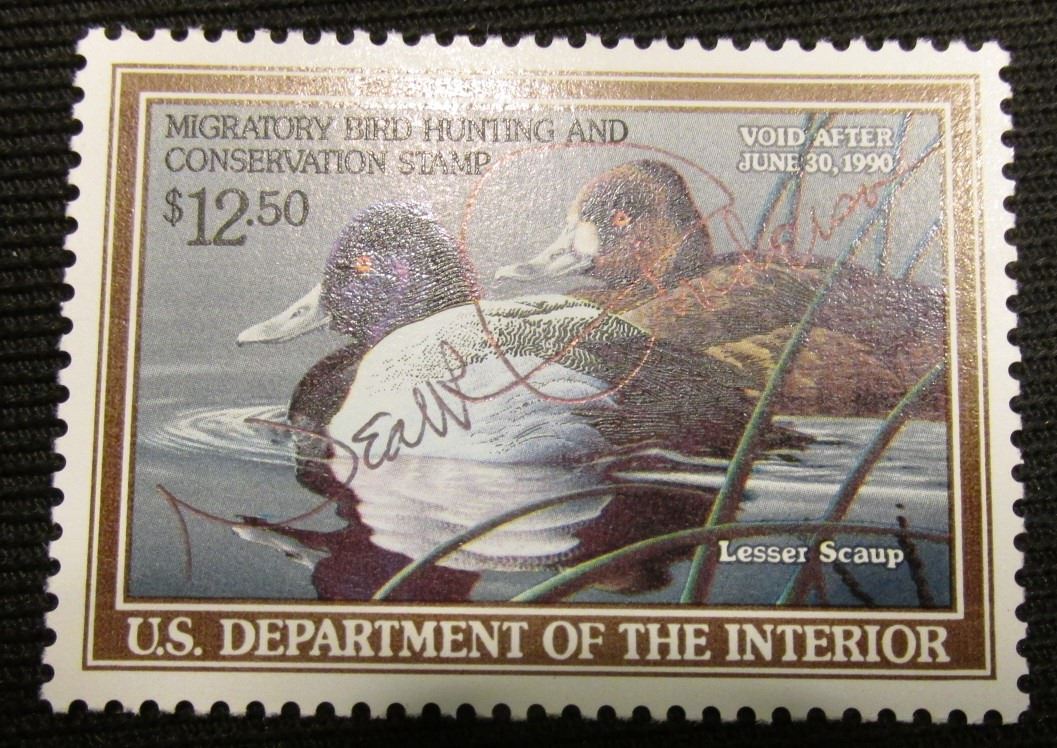 MIGRATORY BIRD HUNTING AND
CONSERVATION STAMP
$12.50
VOID AFTER
JUNE 30, 1990
Lesser Scaup
U.S. DEPARTMENT OF THE INTERIOR